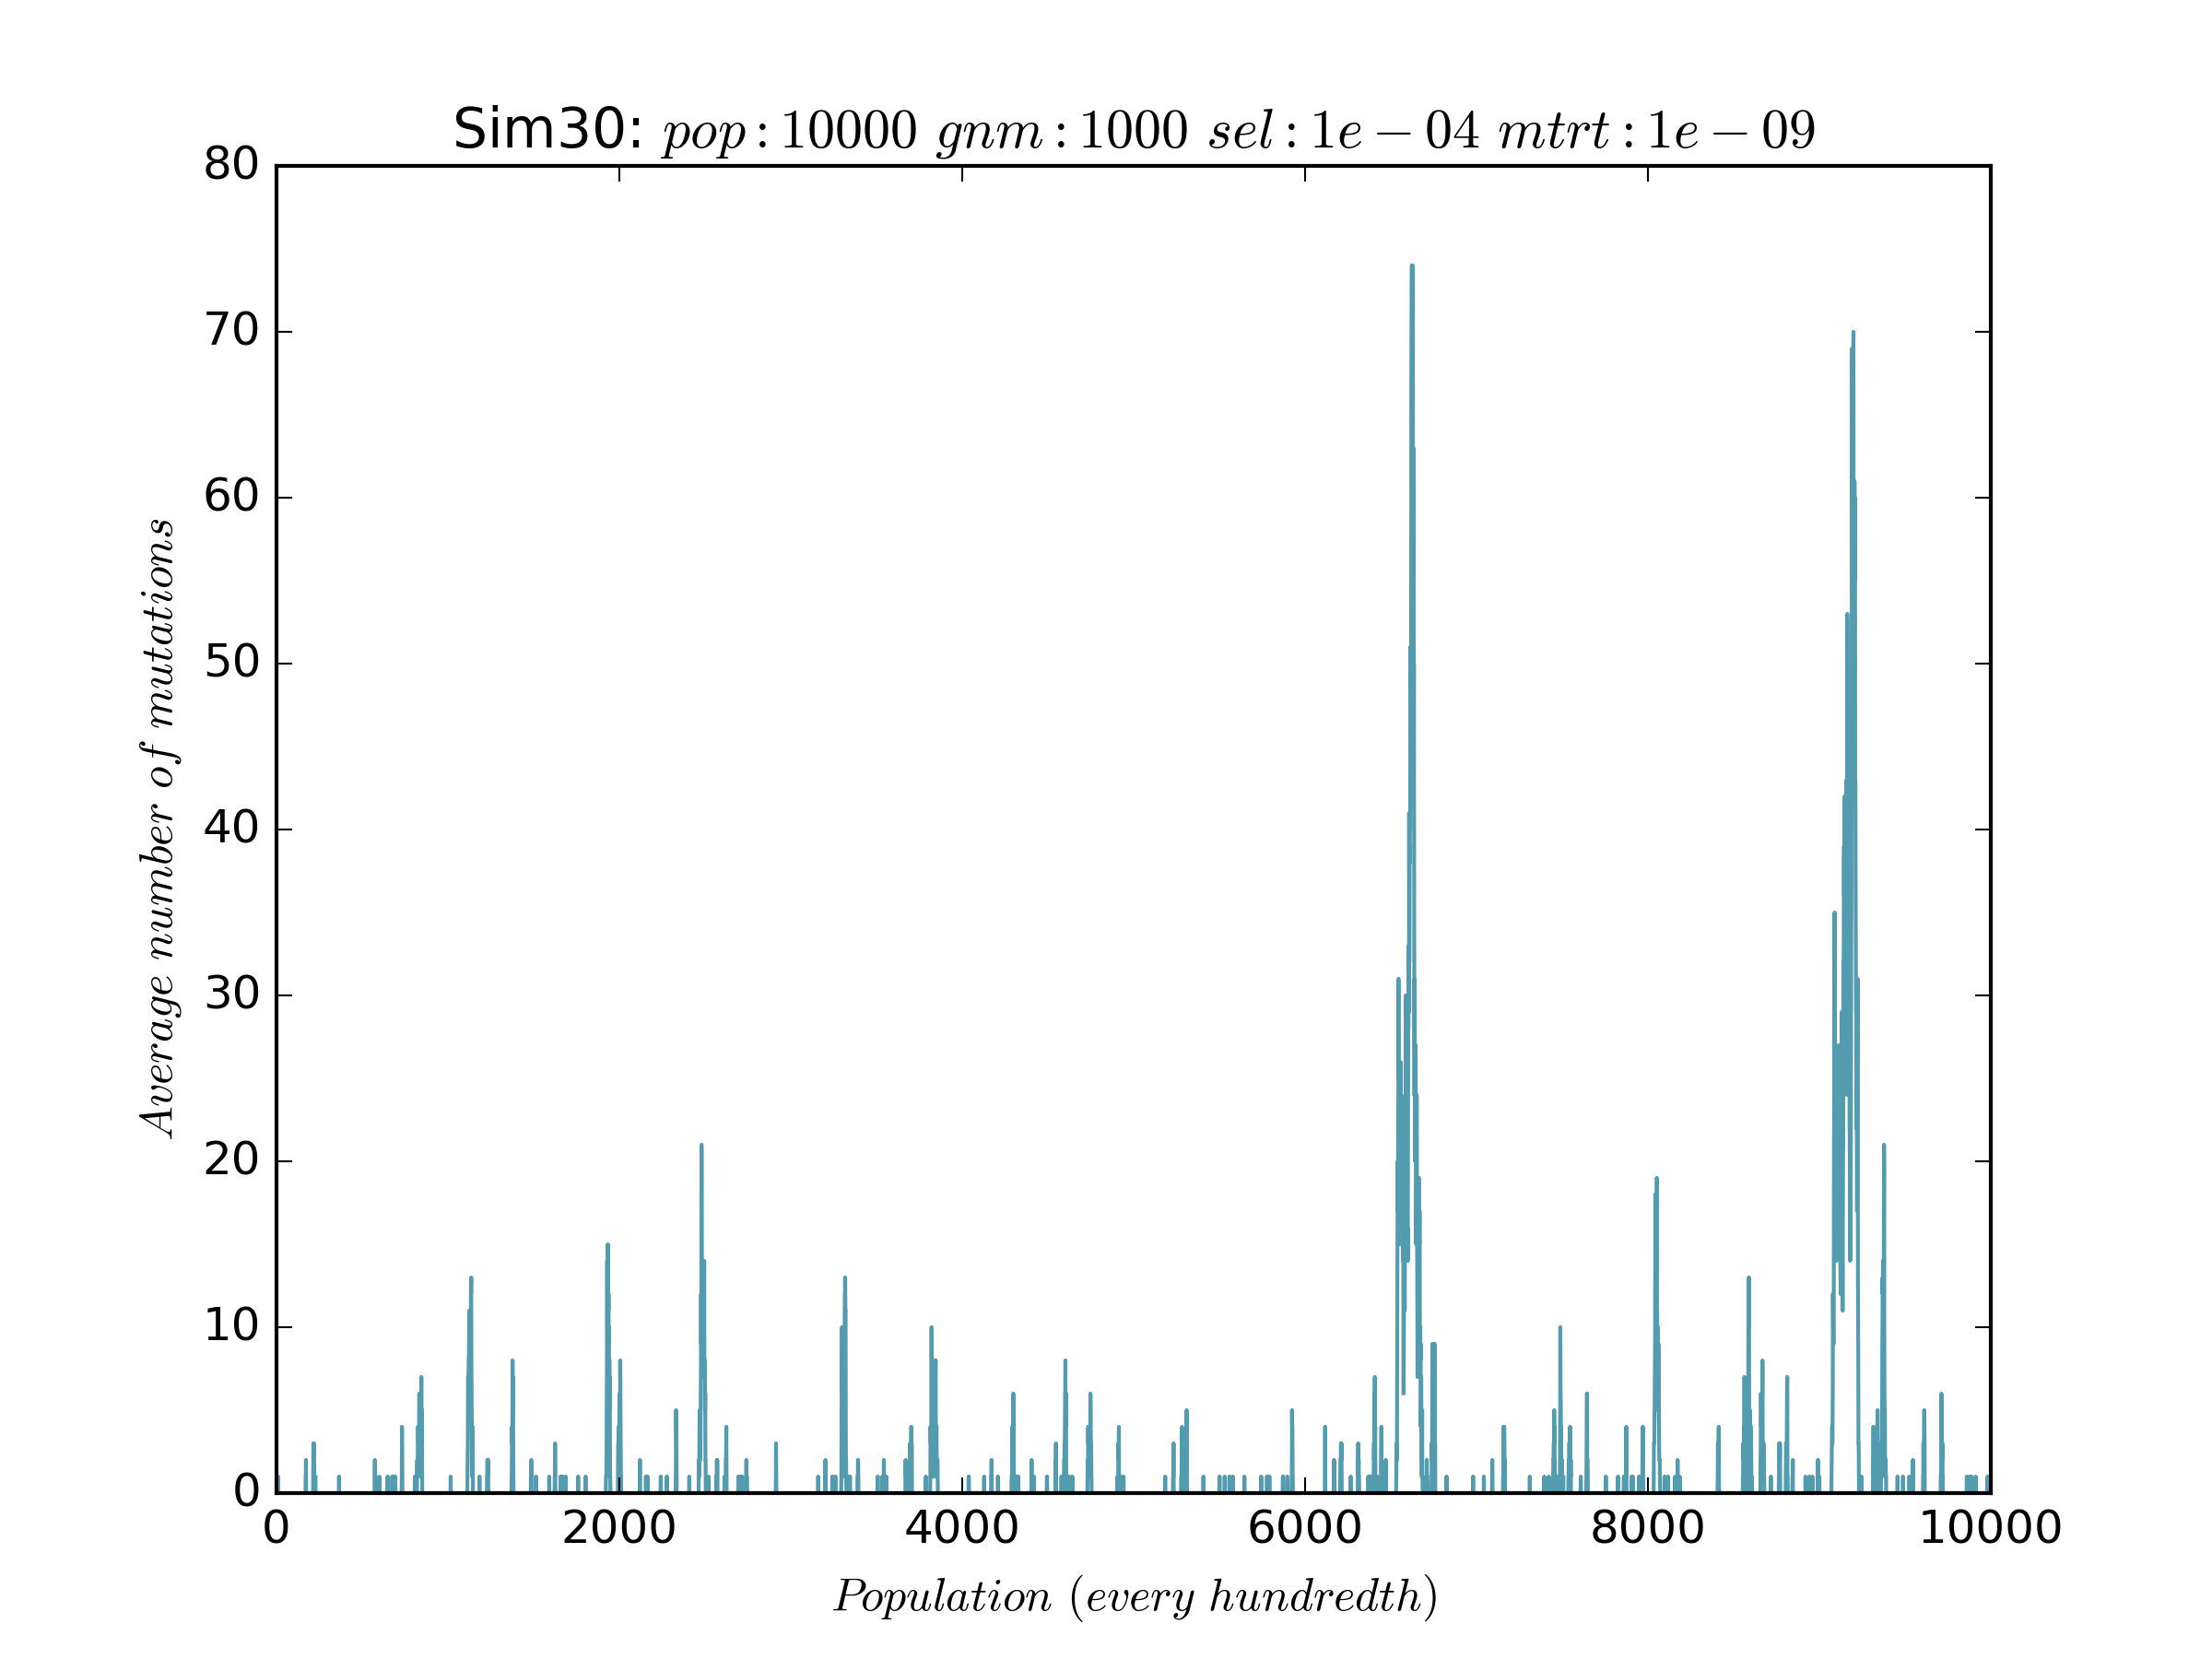 Sim30: pop : 10000 gnm : 1000 sel : 1e − 04 mtrt : 1e − 09
80
70
60
50
40
30
20
10
0
Average number of mutations
0 2000 4000 6000 8000 10000
Population (every hundredth)